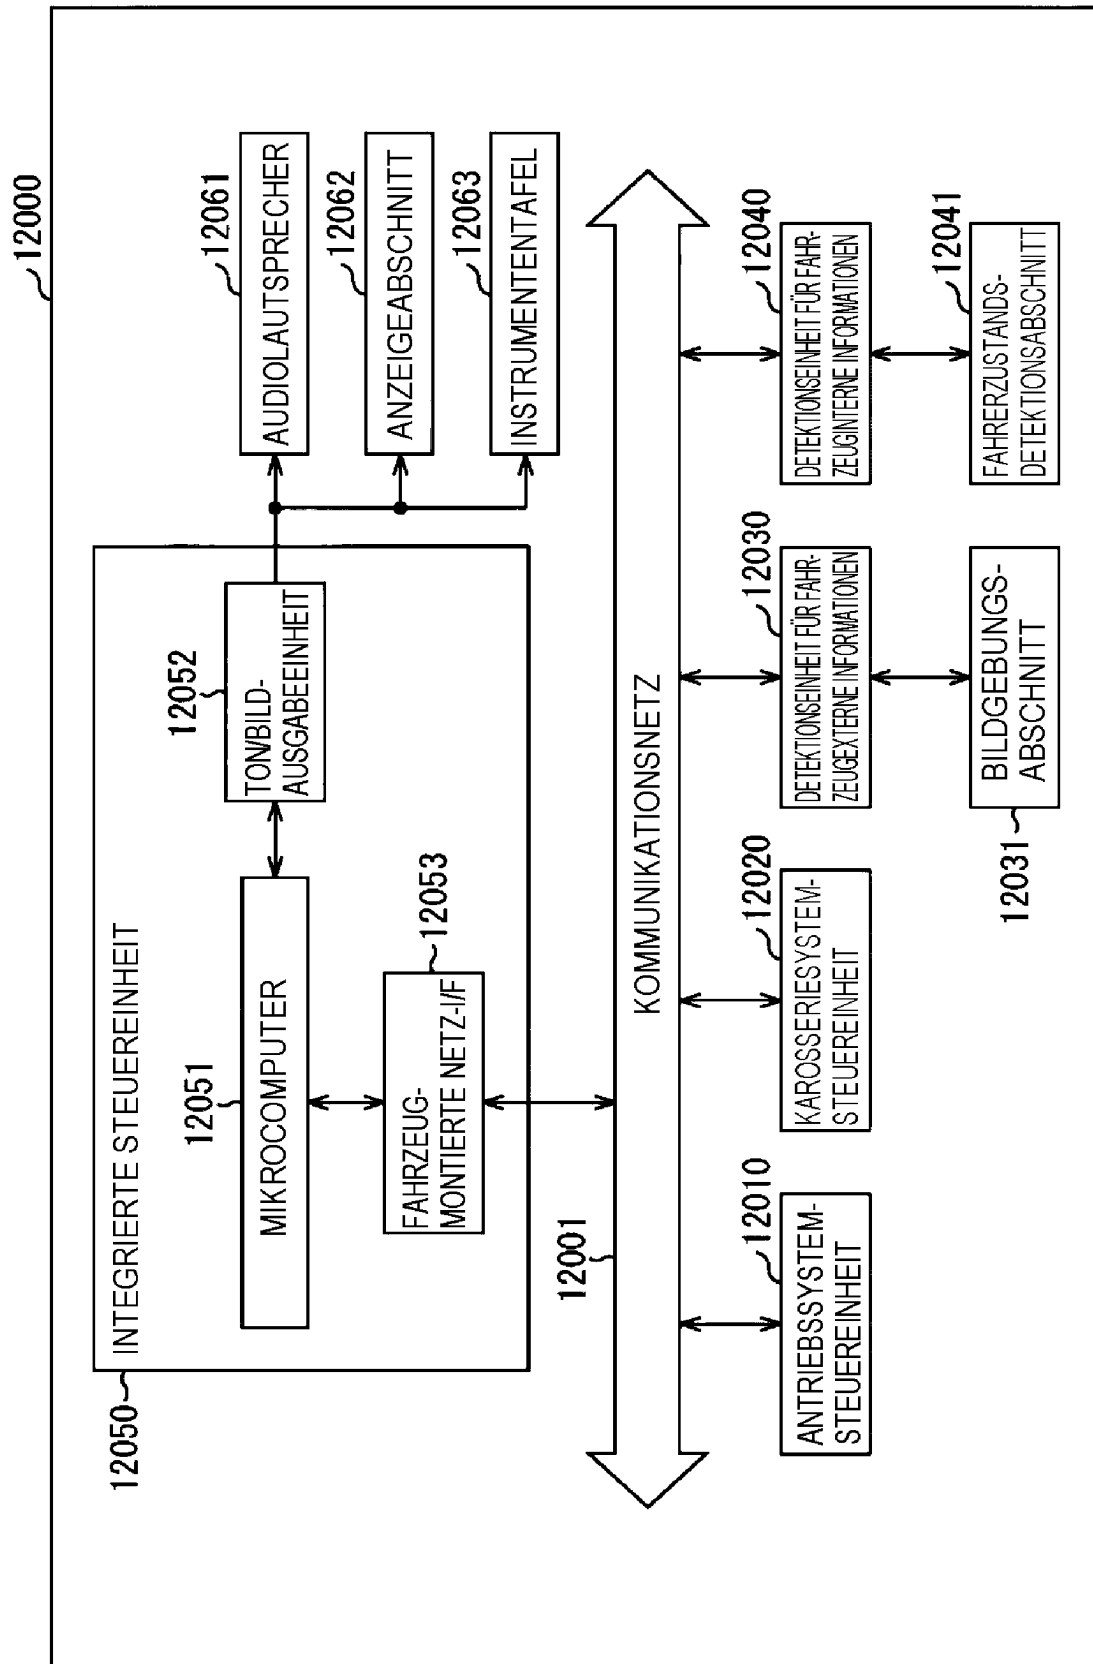 12000
12050
INTEGRIERTE STEUEREINHEIT
12051
MIKROCOMPUTER
12052
TON/BILD-
AUSGABEEINHEIT
12053
FAHRZEUG-
MONTIERTE NETZ-I/F
12061
AUDIOLAUTSPRECHER
12062
ANZEIGEABSCHNITT
12063
INSTRUMENTENTAFEL
12001
KOMMUNIKATIONSNETZ
12010
ANTRIEBSSYSTEM-
STEUEREINHEIT
12020
KAROSSERIESYSTEM-
STEUEREINHEIT
12030
DETEKTIONSEINHEIT FÜR FAHR-
ZEUGEXTERNE INFORMATIONEN
12040
DETEKTIONSEINHEIT FÜR FAHR-
ZEUGINTERNE INFORMATIONEN
12031
BILDGEBUNGS-
ABSCHNITT
12041
FAHRERZUSTANDS-
DETEKTIONSABSCHNITT